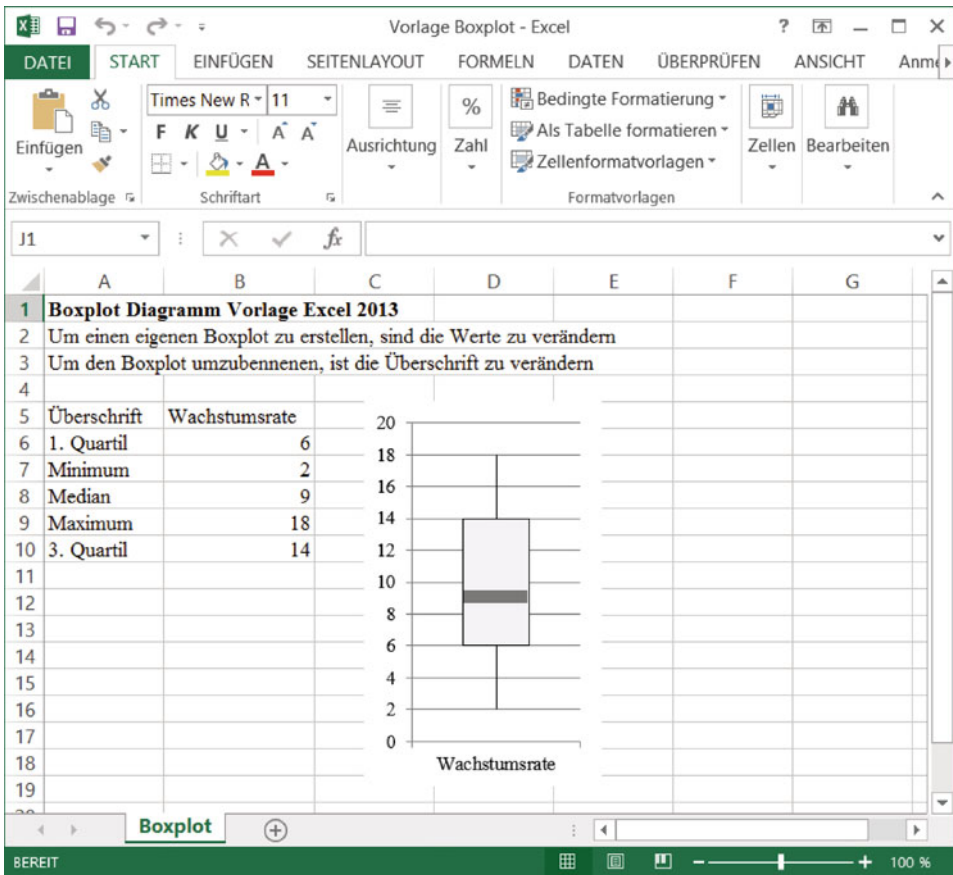 Vorlage Boxplot - Excel ?
DATEI START EINFÜGEN SEITENLAYOUT FORMELN DATEN ÜBERPRÜFEN ANSICHT Anme
Einfügen
Times New R 11
F K U A A
A
Ausrichtung
%
Zahl
Bedingte Formatierung
Als Tabelle formatieren
Zellenformatvorlagen
Zellen
Bearbeiten
Zwischenablage Schriftart Formatvorlagen
J1 fx
A B C D E F G
1 Boxplot Diagramm Vorlage Excel 2013
2 Um einen eigenen Boxplot zu erstellen, sind die Werte zu verändern
3 Um den Boxplot umzubennenen, ist die Überschrift zu verändern
4
5 Überschrift Wachstumsrate
6 1. Quartil 6
7 Minimum 2
8 Median 9
9 Maximum 18
10 3. Quartil 14
11
12
13
14
15
16
17
18
19
20
18
16
14
12
10
8
6
4
2
0
Wachstumsrate
Boxplot
BEREIT 100 %